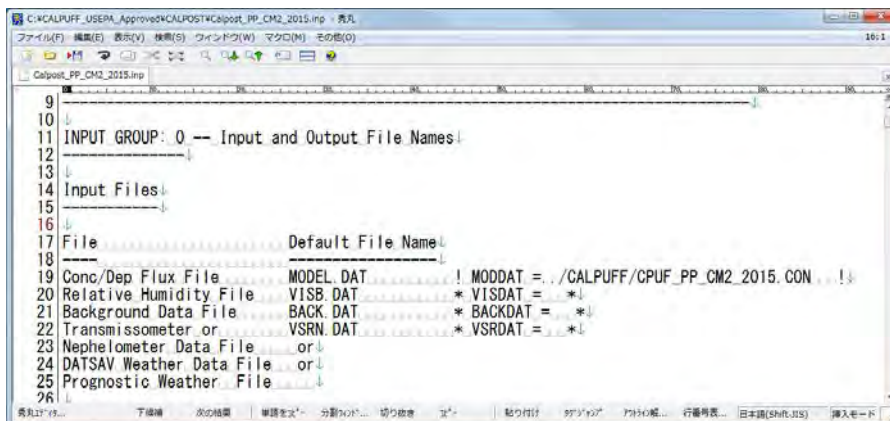 C:¥CALPUFF_USEPA_Approved¥CALPOST¥Calpost_PP_CM2_2015.inp - 秀丸
ファイル(F) 編集(E) 表示(V) 検索(S) ウィンドウ(W) マクロ(M) その他(O)
16:1
Calpost_PP_CM2_2015.inp
9 --------------------------------------------------------------------------------↓
10 ↓
11 INPUT GROUP: 0 -- Input and Output File Names↓
12 --------------↓
13 ↓
14 Input Files↓
15 -----------↓
16 ↓
17 File Default File Name↓
18 ---- -----------------↓
19 Conc/Dep Flux File MODEL.DAT ! MODDAT =../CALPUFF/CPUF_PP_CM2_2015.CON !↓
20 Relative Humidity File VISB.DAT * VISDAT = *↓
21 Background Data File BACK.DAT * BACKDAT = *↓
22 Transmissometer or VSRN.DAT * VSRDAT = *↓
23 Nephelometer Data File or↓
24 DATSAV Weather Data File or↓
25 Prognostic Weather File ↓
26 ↓
下候補 次の結果 切り抜き 貼り付け 日本語(Shift-JIS) 挿入モード